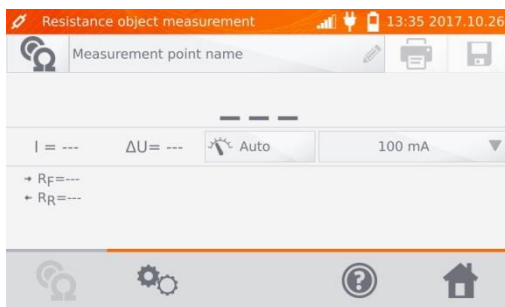 Resistance object measurement 13:35 2017.10.26
Measurement point name
---
I = --- ΔU= --- Auto 100 mA
→ RF=---
← RR=---
?